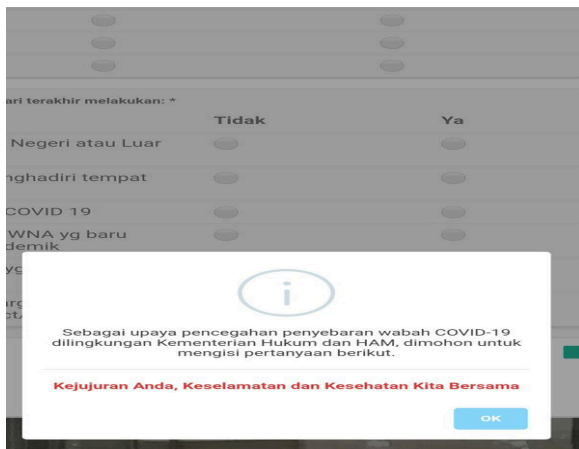 ari terakhir melakukan: *
Tidak Ya
Negeri atau Luar
nghadiri tempat
COVID 19
WNA yg baru
demik
Sebagai upaya pencegahan penyebaran wabah COVID-19
dilingkungan Kementerian Hukum dan HAM, dimohon untuk
mengisi pertanyaan berikut.
Kejujuran Anda, Keselamatan dan Kesehatan Kita Bersama
OK